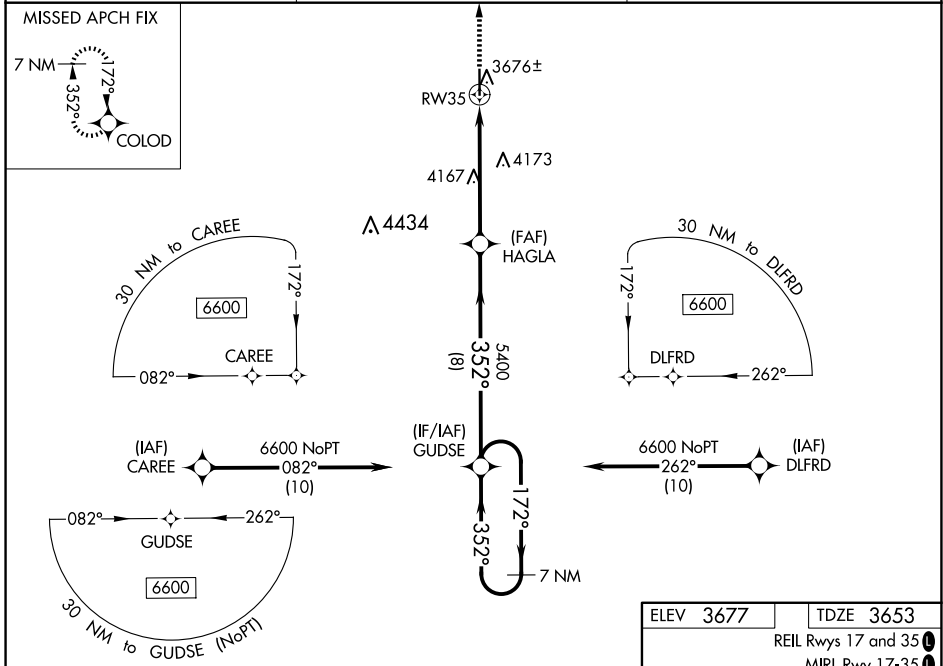 MISSED APCH FIX
7 NM
172°
352°
COLOD
3676±
RW35
4173
4167
4434
(FAF)
HAGLA
30 NM to CAREE
172°
6600
CAREE
082°
30 NM to DLFRD
172°
6600
DLFRD
262°
5400
352°
(8)
(IF/IAF)
GUDSE
(IAF)
CAREE
6600 NoPT
082°
(10)
6600 NoPT
262°
(10)
(IAF)
DLFRD
172°
352°
7 NM
082°
262°
GUDSE
6600
30 NM to GUDSE (NoPT)
ELEV 3677
TDZE 3653
REIL Rwys 17 and 35 L
MIRL Rwy 17-35 L